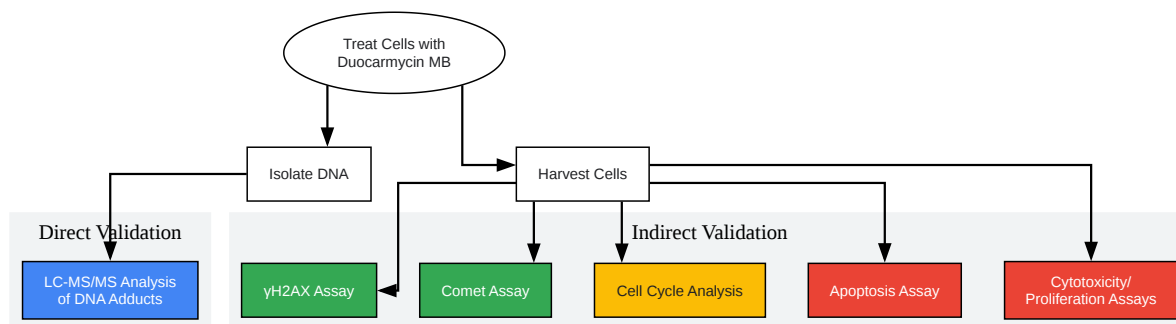 Treat Cells with
Duocarmycin MB
Isolate DNA
Harvest Cells
Direct Validation
Indirect Validation
LC-MS/MS Analysis
of DNA Adducts
γH2AX Assay
Comet Assay
Cell Cycle Analysis
Apoptosis Assay
Cytotoxicity/
Proliferation Assays